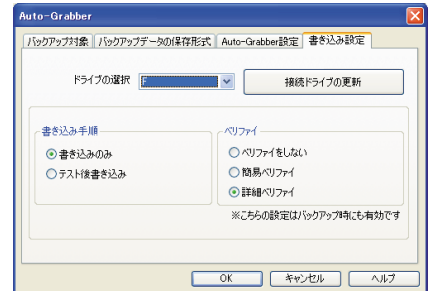 Auto-Grabber
バックアップ対象 バックアップデータの保存形式 Auto-Grabber設定 書き込み設定
ドライブの選択 F 接続ドライブの更新
書き込み手順 ベリファイ
書き込みのみ ベリファイをしない
テスト後書き込み 簡易ベリファイ
詳細ベリファイ
※こちらの設定はバックアップ時にも有効です
OK キャンセル ヘルプ